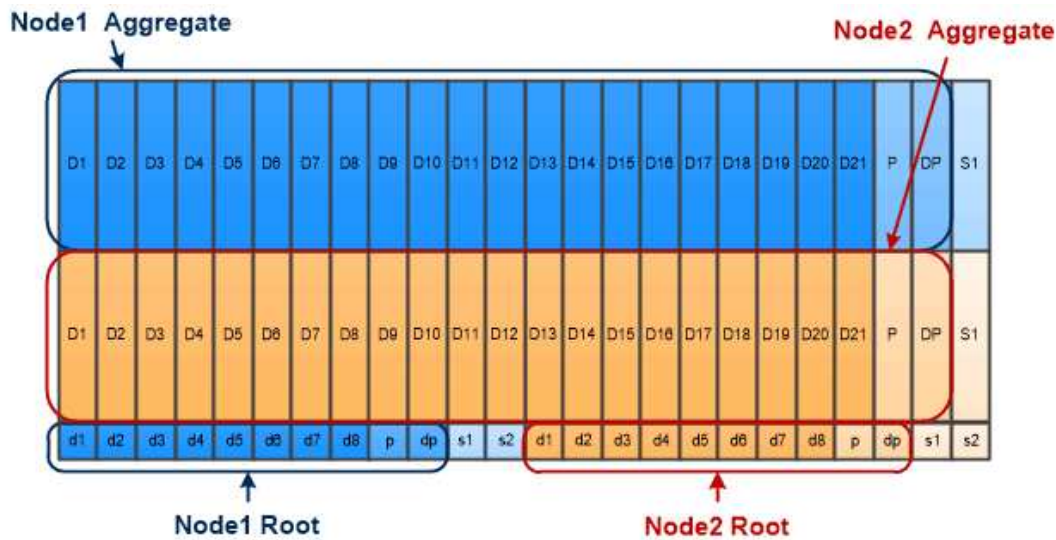 Node1 Aggregate
Node2 Aggregate
D1 D2 D3 D4 D5 D6 D7 D8 D9 D10 D11 D12 D13 D14 D15 D16 D17 D18 D19 D20 D21 P DP S1
D1 D2 D3 D4 D5 D6 D7 D8 D9 D10 D11 D12 D13 D14 D15 D16 D17 D18 D19 D20 D21 P DP S1
d1 d2 d3 d4 d5 d6 d7 d8 p dp s1 s2 d1 d2 d3 d4 d5 d6 d7 d8 p dp s1 s2
Node1 Root
Node2 Root